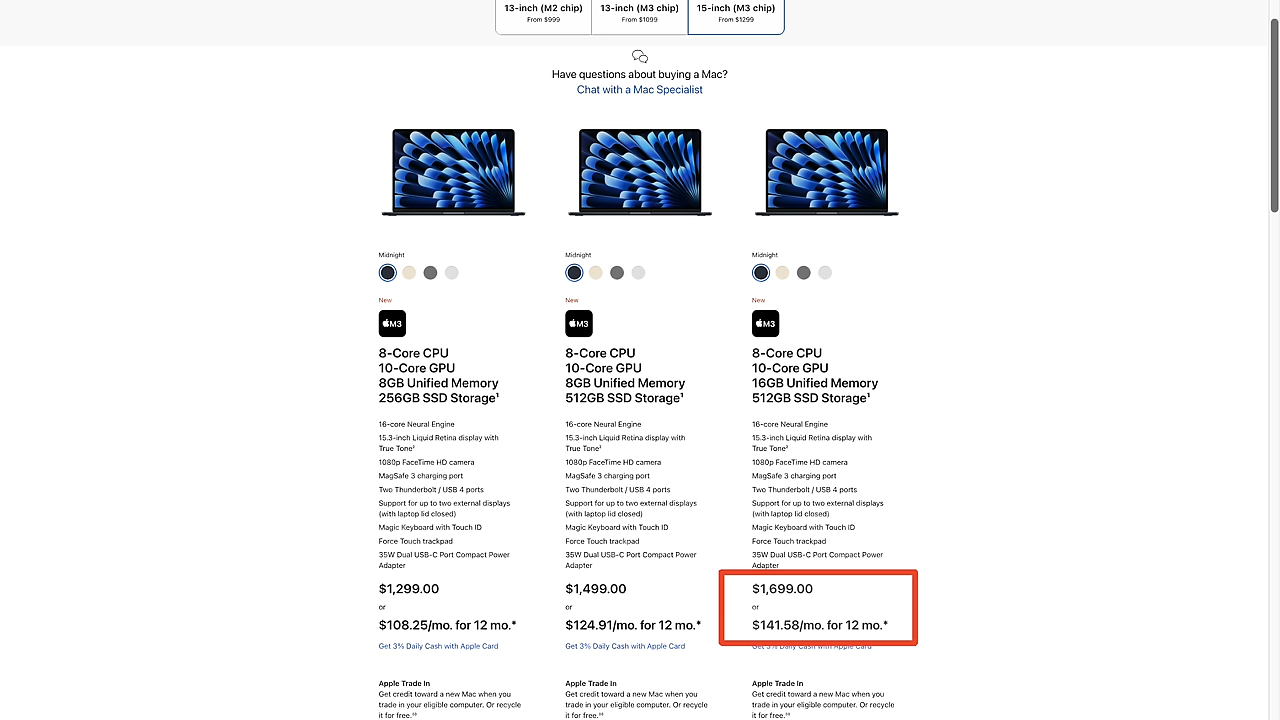 13-inch (M2 chip)
From $999
13-inch (M3 chip)
From $1099
15-inch (M3 chip)
From $1299
Have questions about buying a Mac?
Chat with a Mac Specialist
Midnight
New
M3
8-Core CPU
10-Core GPU
8GB Unified Memory
256GB SSD Storage¹
16-core Neural Engine
15.3-inch Liquid Retina display with
True Tone²
1080p FaceTime HD camera
MagSafe 3 charging port
Two Thunderbolt / USB 4 ports
Support for up to two external displays
(with laptop lid closed)
Magic Keyboard with Touch ID
Force Touch trackpad
35W Dual USB-C Port Compact Power
Adapter
$1,299.00
or
$108.25/mo. for 12 mo.*
Get 3% Daily Cash with Apple Card
Apple Trade In
Get credit toward a new Mac when you
trade in your eligible computer. Or recycle
it for free.**
Midnight
New
M3
8-Core CPU
10-Core GPU
8GB Unified Memory
512GB SSD Storage¹
16-core Neural Engine
15.3-inch Liquid Retina display with
True Tone²
1080p FaceTime HD camera
MagSafe 3 charging port
Two Thunderbolt / USB 4 ports
Support for up to two external displays
(with laptop lid closed)
Magic Keyboard with Touch ID
Force Touch trackpad
35W Dual USB-C Port Compact Power
Adapter
$1,499.00
or
$124.91/mo. for 12 mo.*
Get 3% Daily Cash with Apple Card
Apple Trade In
Get credit toward a new Mac when you
trade in your eligible computer. Or recycle
it for free.**
Midnight
New
M3
8-Core CPU
10-Core GPU
16GB Unified Memory
512GB SSD Storage¹
16-core Neural Engine
15.3-inch Liquid Retina display with
True Tone²
1080p FaceTime HD camera
MagSafe 3 charging port
Two Thunderbolt / USB 4 ports
Support for up to two external displays
(with laptop lid closed)
Magic Keyboard with Touch ID
Force Touch trackpad
35W Dual USB-C Port Compact Power
Adapter
$1,699.00
or
$141.58/mo. for 12 mo.*
Get 3% Daily Cash with Apple Card
Apple Trade In
Get credit toward a new Mac when you
trade in your eligible computer. Or recycle
it for free.**